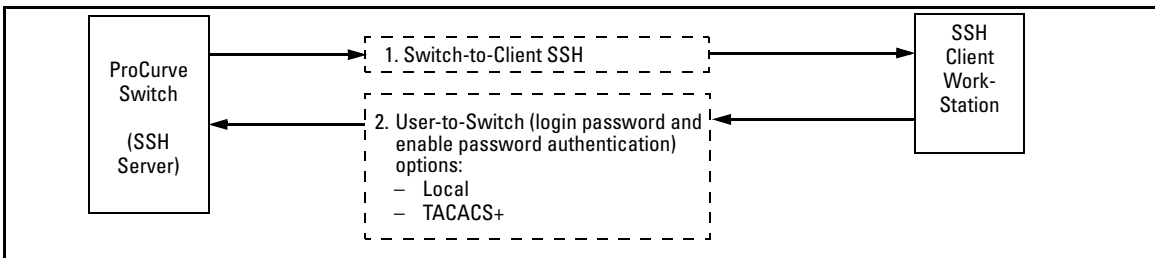 ProCurve
Switch
(SSH
Server)
1. Switch-to-Client SSH
2. User-to-Switch (login password and
enable password authentication)
options:
– Local
– TACACS+
SSH
Client
Work-
Station